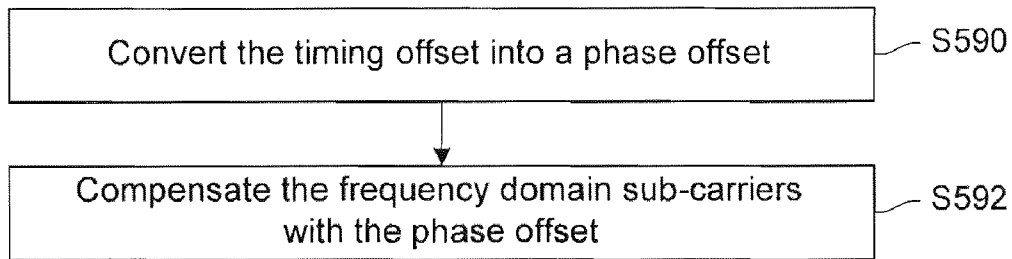 Convert the timing offset into a phase offset
S590
Compensate the frequency domain sub-carriers
with the phase offset
S592